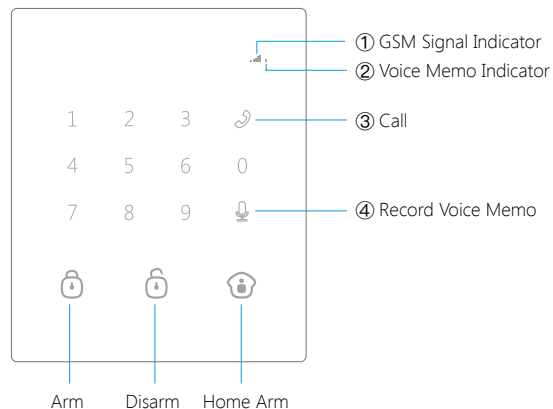 ① GSM Signal Indicator
② Voice Memo Indicator
1 2 3
③ Call
4 5 6 0
7 8 9
④ Record Voice Memo
Arm Disarm Home Arm